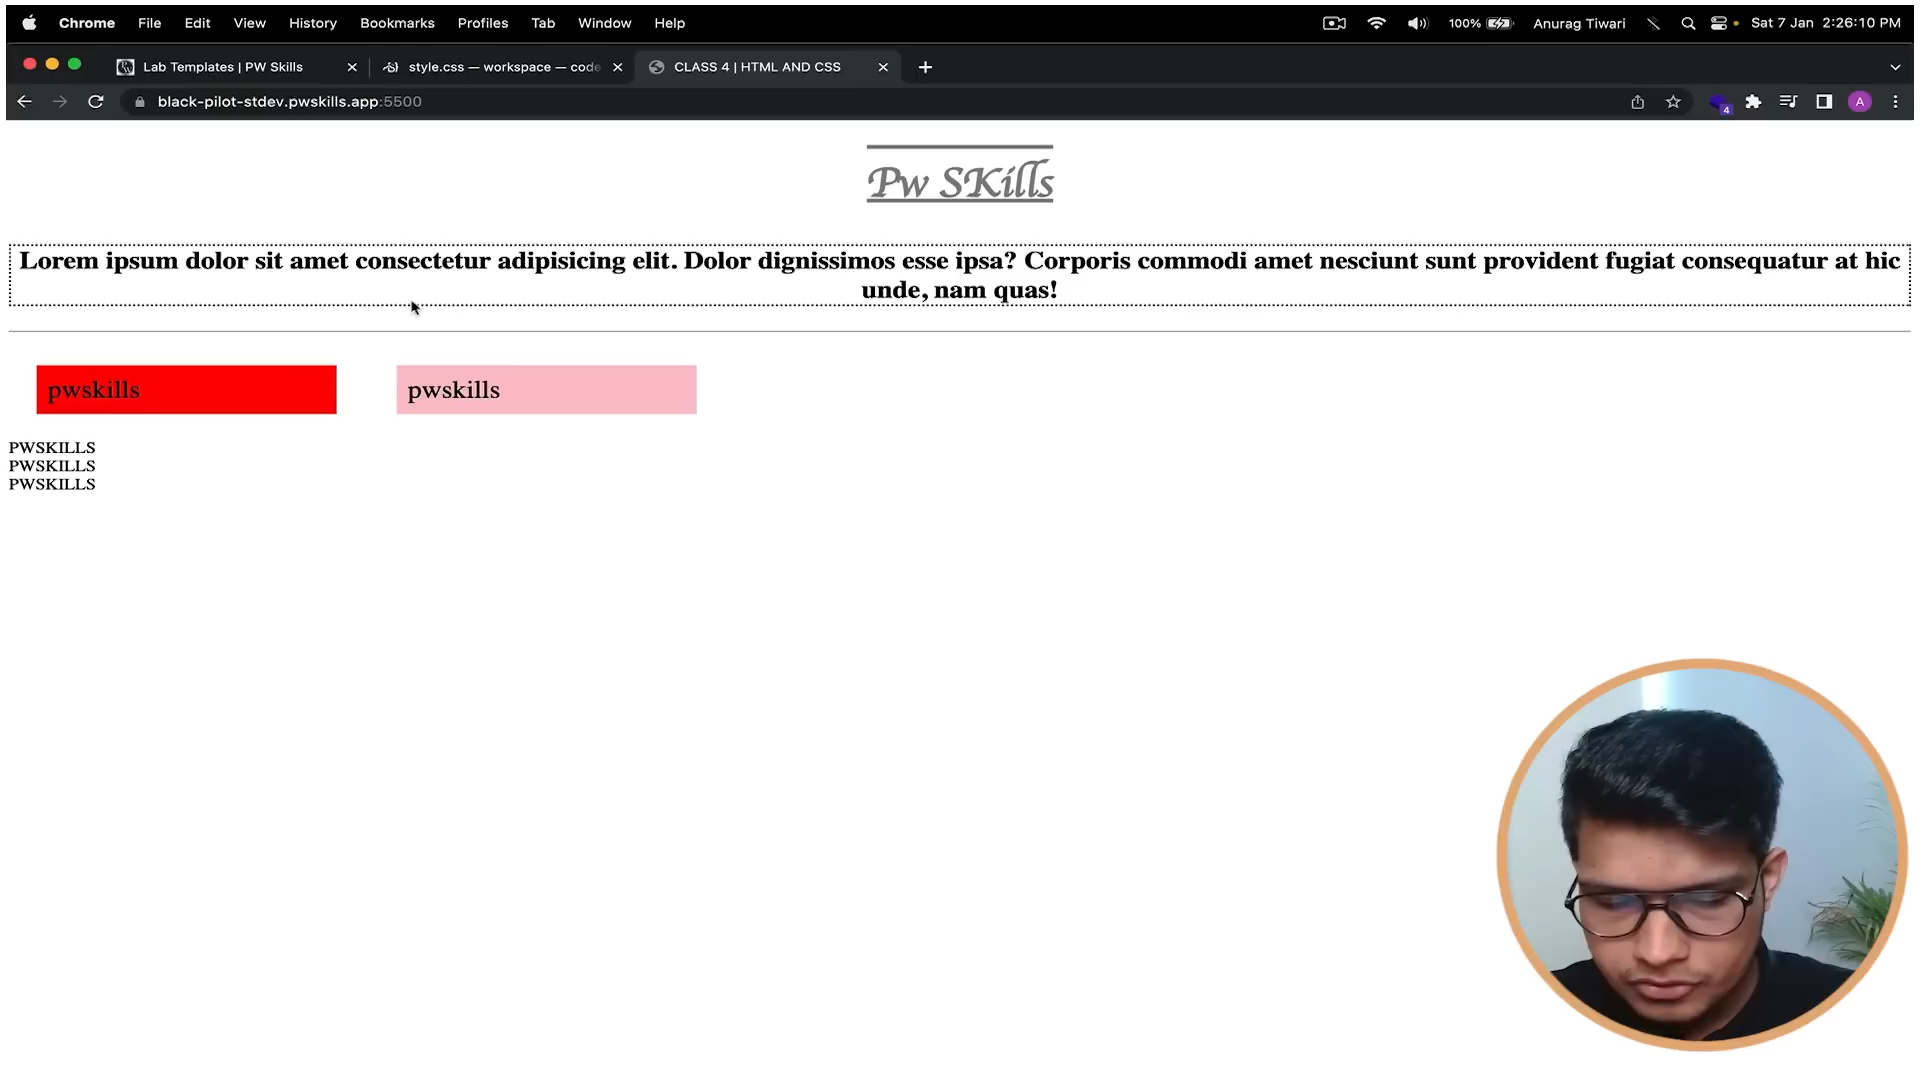 Chrome File Edit View History Bookmarks Profiles Tab Window Help 100% Anurag Tiwari Sat 7 Jan 2:26:10 PM
Lab Templates | PW Skills style.css — workspace — code CLASS 4 | HTML AND CSS
black-pilot-stdev.pwskills.app:5500 4 A
Pw SKills
Lorem ipsum dolor sit amet consectetur adipisicing elit. Dolor dignissimos esse ipsa? Corporis commodi amet nesciunt sunt provident fugiat consequatur at hic
unde, nam quas!
pwskills pwskills
PWSKILLS
PWSKILLS
PWSKILLS